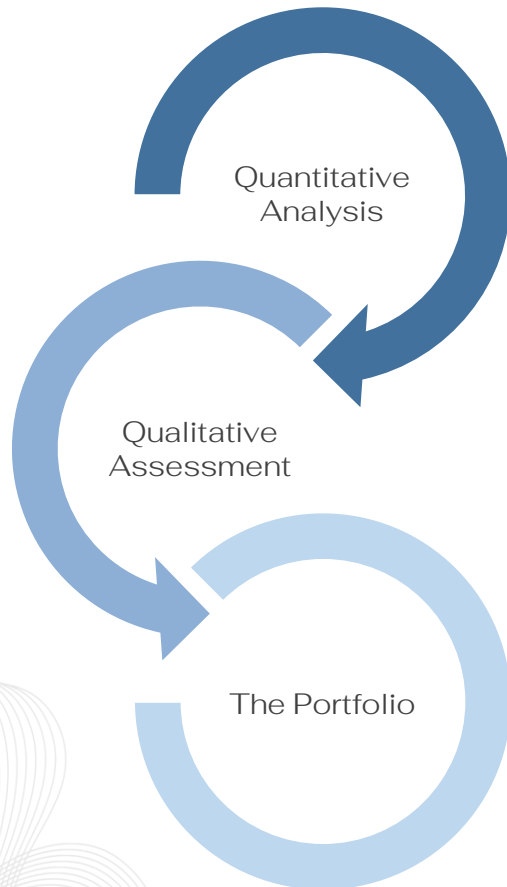 Quantitative
Analysis
Qualitative
Assessment
The Portfolio